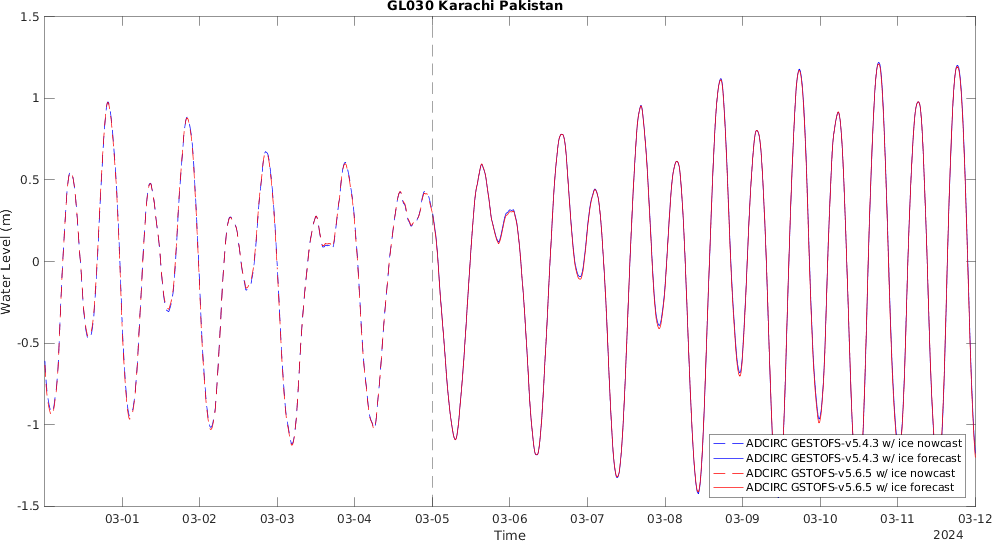 GL030 Karachi Pakistan
1.5
1
0.5
0
-0.5
-1
-1.5
Water Level (m)
ADCIRC GESTOFS-v5.4.3 w/ ice nowcast
ADCIRC GESTOFS-v5.4.3 w/ ice forecast
ADCIRC GSTOFS-v5.6.5 w/ ice nowcast
ADCIRC GSTOFS-v5.6.5 w/ ice forecast
03-01 03-02 03-03 03-04 03-05 03-06 03-07 03-08 03-09 03-10 03-11 03-12
Time
2024